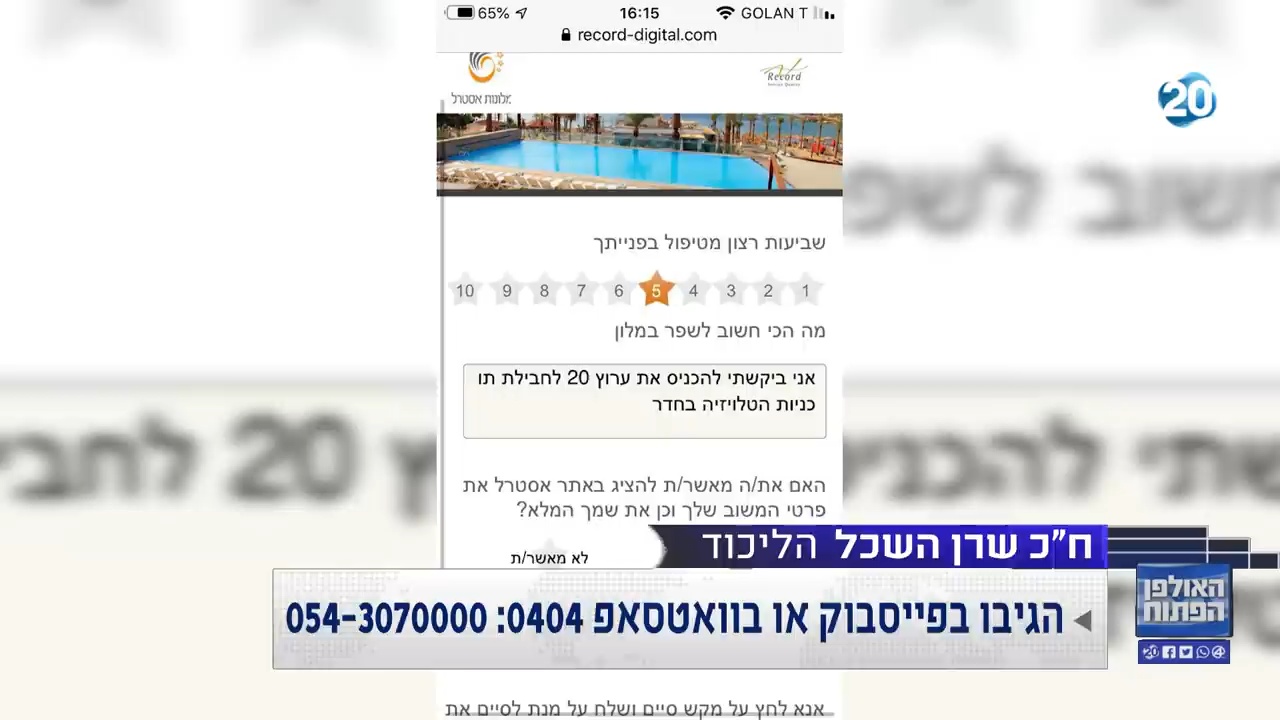 65%
16:15
GOLAN T
record-digital.com
מלונות אסטרל
Record
20
שביעות רצון מטיפול בפנייתך
10 9 8 7 6 5 4 3 2 1
מה הכי חשוב לשפר במלון
אני ביקשתי להכניס את ערוץ 20 לחבילת תו
כניות הטלויזיה בחדר
האם את/ה מאשר/ת להציג באתר אסטרל את
פרטי המשוב שלך וכן את שמך המלא?
לא מאשר/ת
ח"כ שרן השכל הליכוד
הגיבו בפייסבוק או בוואטסאפ 0404: 054-3070000
האולפן
הפתוח
אנא לחץ על מקש סיים ושלח על מנת לסיים את